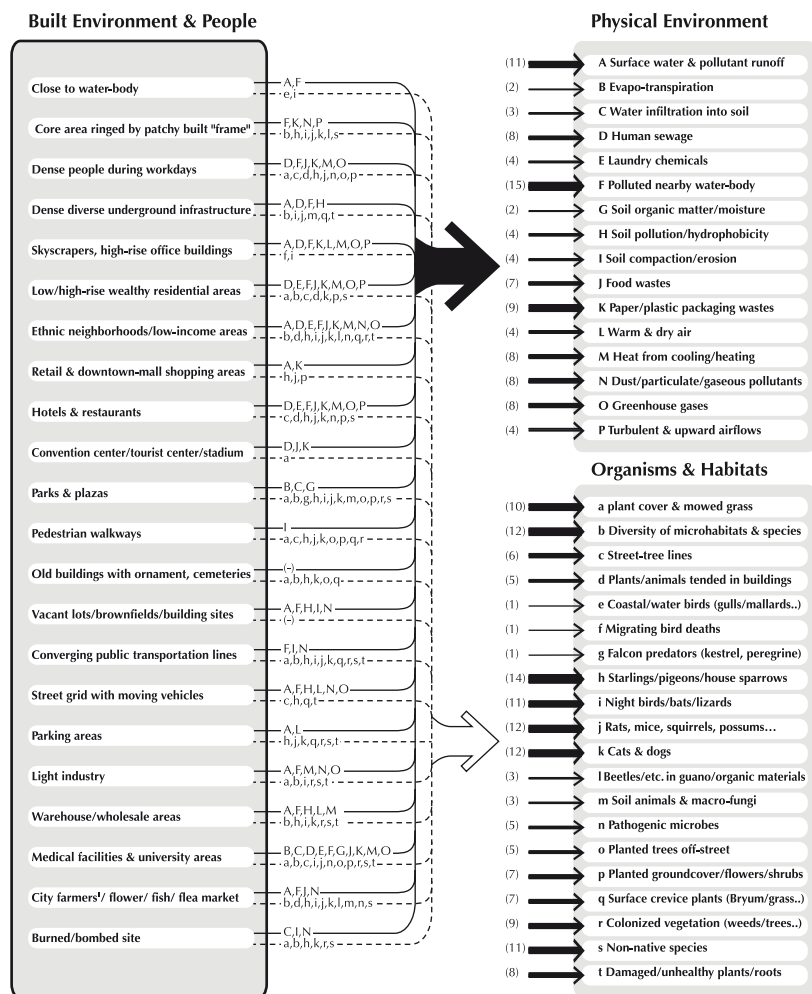 Built Environment & People
Close to water-body
A,F
e,i
Core area ringed by patchy built "frame"
F,K,N,P
b,h,i,j,k,l,s
Dense people during workdays
D,F,J,K,M,O
a,c,d,h,j,n,o,p
Dense diverse underground infrastructure
A,D,F,H
b,i,j,m,q,t
Skyscrapers, high-rise office buildings
A,D,F,K,L,M,O,P
f,i
Low/high-rise wealthy residential areas
D,E,F,J,K,M,O,P
a,b,c,d,k,p,s
Ethnic neighborhoods/low-income areas
A,D,E,F,J,K,M,N,O
b,d,h,i,j,k,l,n,q,r,t
Retail & downtown-mall shopping areas
A,K
h,j,p
Hotels & restaurants
D,E,F,J,K,M,O,P
c,d,h,j,k,n,p,s
Convention center/tourist center/stadium
D,J,K
a
Parks & plazas
B,C,G
a,b,g,h,i,j,k,m,o,p,r,s
Pedestrian walkways
I
a,c,h,j,k,o,p,q,r
Old buildings with ornament, cemeteries
(-)
a,b,h,k,o,q
Vacant lots/brownfields/building sites
A,F,H,I,N
(-)
Converging public transportation lines
F,I,N
a,b,h,i,j,k,q,r,s,t
Street grid with moving vehicles
A,F,H,L,N,O
c,h,q,t
Parking areas
A,L
h,j,k,q,r,s,t
Light industry
A,F,M,N,O
a,b,i,r,s,t
Warehouse/wholesale areas
A,F,H,L,M
b,h,i,k,r,s,t
Medical facilities & university areas
B,C,D,E,F,G,J,K,M,O
a,b,c,i,j,n,o,p,r,s,t
City farmers'/ flower/ fish/ flea market
A,F,J,N
b,d,h,i,j,k,l,m,n,s
Burned/bombed site
C,I,N
a,b,h,k,r,s
Physical Environment
(11) A Surface water & pollutant runoff
(2) B Evapo-transpiration
(3) C Water infiltration into soil
(8) D Human sewage
(4) E Laundry chemicals
(15) F Polluted nearby water-body
(2) G Soil organic matter/moisture
(4) H Soil pollution/hydrophobicity
(4) I Soil compaction/erosion
(7) J Food wastes
(9) K Paper/plastic packaging wastes
(4) L Warm & dry air
(8) M Heat from cooling/heating
(8) N Dust/particulate/gaseous pollutants
(8) O Greenhouse gases
(4) P Turbulent & upward airflows
Organisms & Habitats
(10) a plant cover & mowed grass
(12) b Diversity of microhabitats & species
(6) c Street-tree lines
(5) d Plants/animals tended in buildings
(1) e Coastal/water birds (gulls/mallards..)
(1) f Migrating bird deaths
(1) g Falcon predators (kestrel, peregrine)
(14) h Starlings/pigeons/house sparrows
(11) i Night birds/bats/lizards
(12) j Rats, mice, squirrels, possums...
(12) k Cats & dogs
(3) l Beetles/etc. in guano/organic materials
(3) m Soil animals & macro-fungi
(5) n Pathogenic microbes
(5) o Planted trees off-street
(7) p Planted groundcover/flowers/shrubs
(7) q Surface crevice plants (Bryum/grass..)
(9) r Colonized vegetation (weeds/trees..)
(11) s Non-native species
(8) t Damaged/unhealthy plants/roots